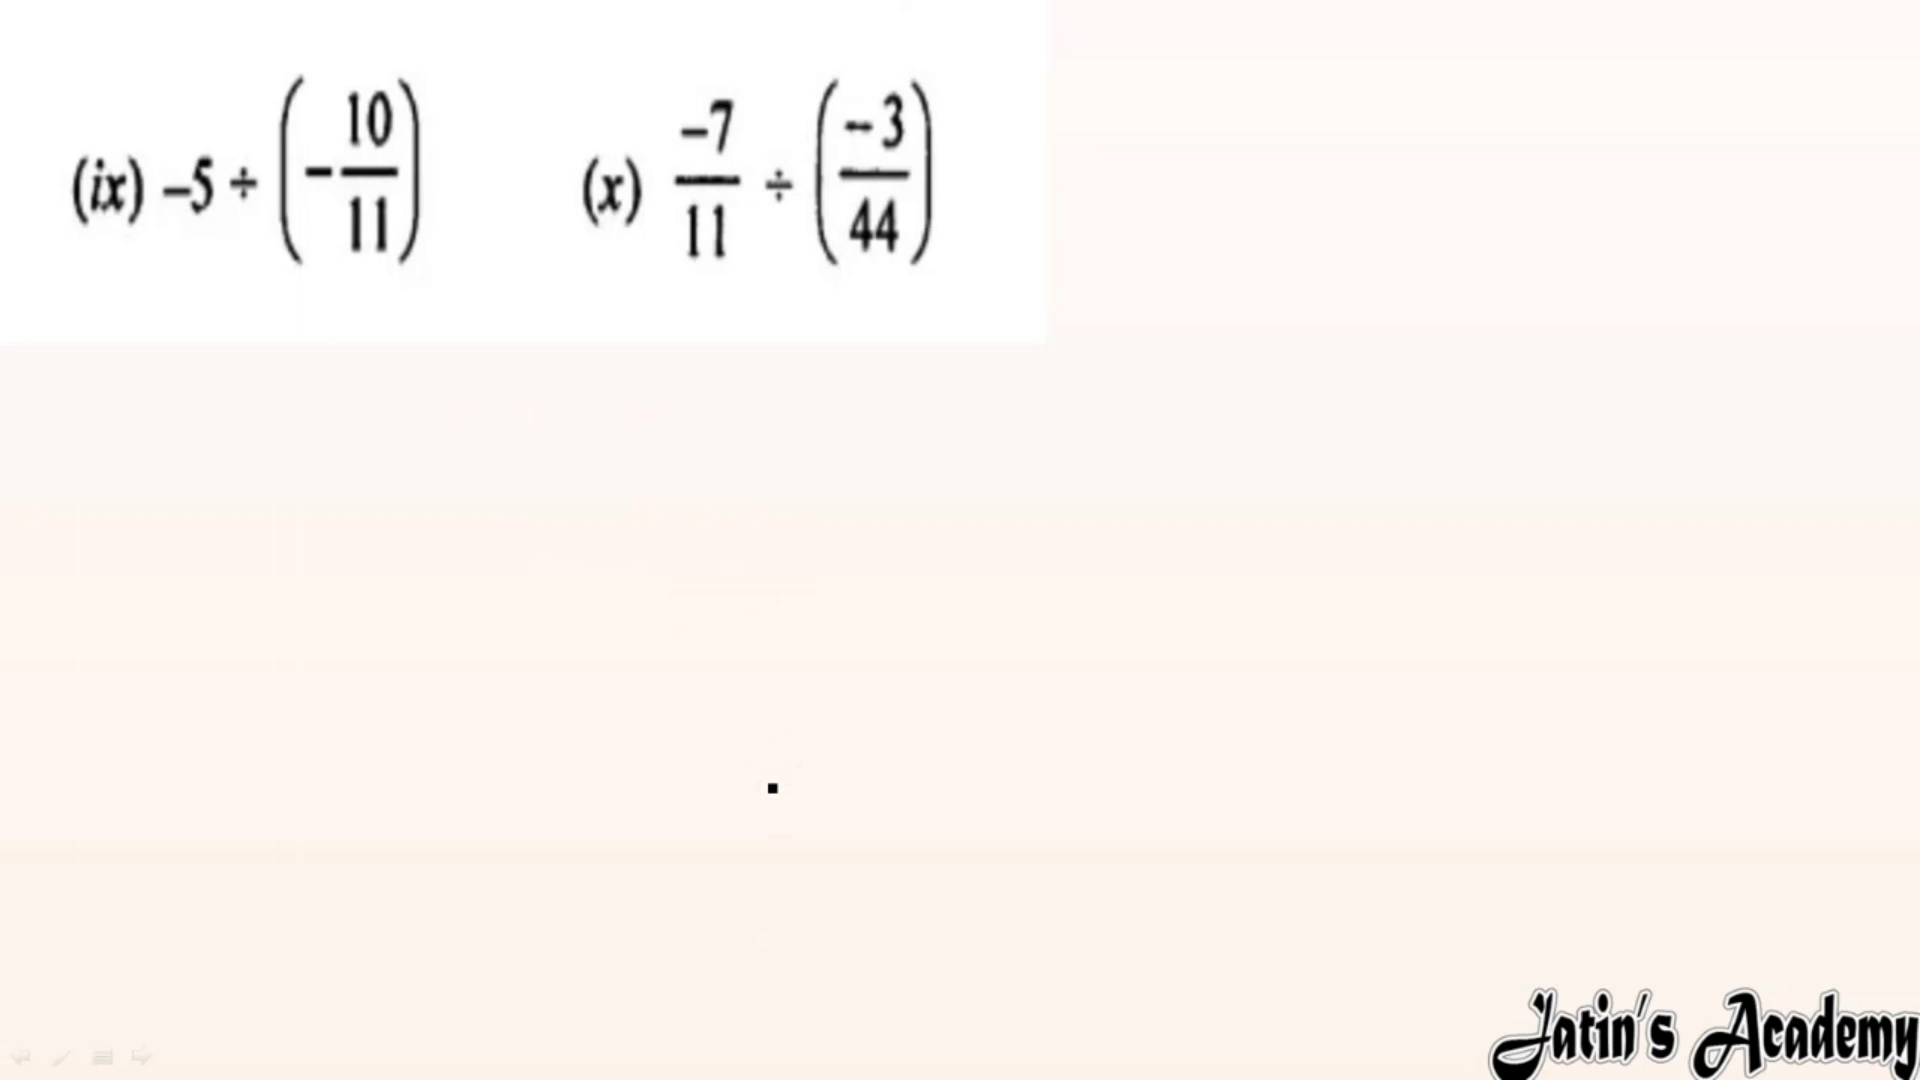 (ix) –5 ÷ (–10/11) (x) –7/11 ÷ (–3/44)
Jatin's Academy